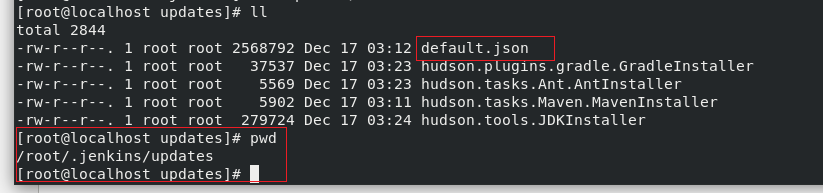 [root@localhost updates]# ll
total 2844
-rw-r--r--. 1 root root 2568792 Dec 17 03:12 default.json
-rw-r--r--. 1 root root   37537 Dec 17 03:23 hudson.plugins.gradle.GradleInstaller
-rw-r--r--. 1 root root    5569 Dec 17 03:23 hudson.tasks.Ant.AntInstaller
-rw-r--r--. 1 root root    5902 Dec 17 03:11 hudson.tasks.Maven.MavenInstaller
-rw-r--r--. 1 root root  279724 Dec 17 03:24 hudson.tools.JDKInstaller
[root@localhost updates]# pwd
/root/.jenkins/updates
[root@localhost updates]#